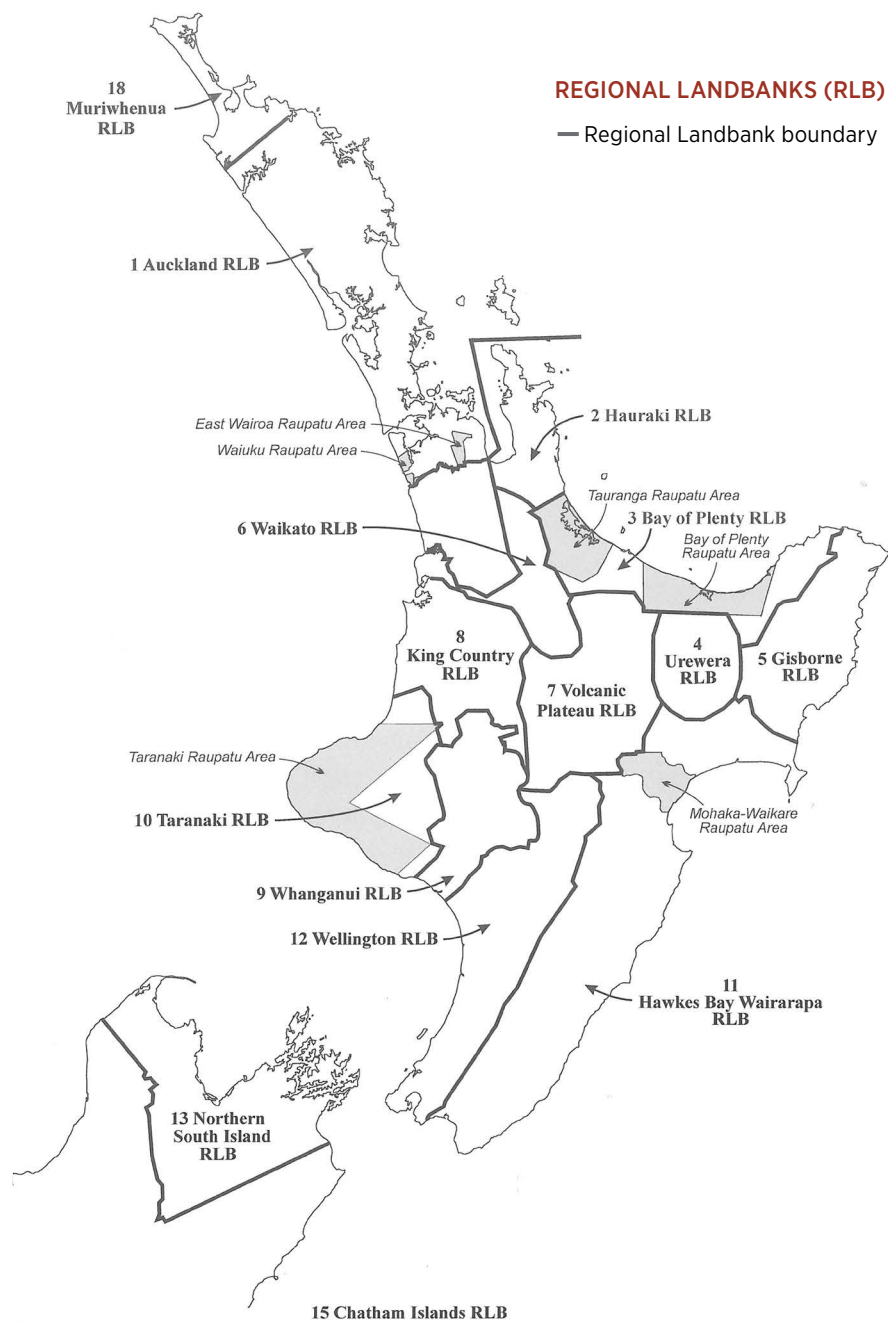 REGIONAL LANDBANKS (RLB)
Regional Landbank boundary
18
Muriwhenua
RLB
1 Auckland RLB
East Wairoa Raupatu Area
Waiuku Raupatu Area
2 Hauraki RLB
Tauranga Raupatu Area
3 Bay of Plenty RLB
6 Waikato RLB
Bay of Plenty
Raupatu Area
8
King Country
RLB
4
Urewera
RLB
5 Gisborne
RLB
7 Volcanic
Plateau RLB
Taranaki Raupatu Area
10 Taranaki RLB
Mohaka-Waikare
Raupatu Area
9 Whanganui RLB
12 Wellington RLB
11
Hawkes Bay Wairarapa
RLB
13 Northern
South Island
RLB
15 Chatham Islands RLB